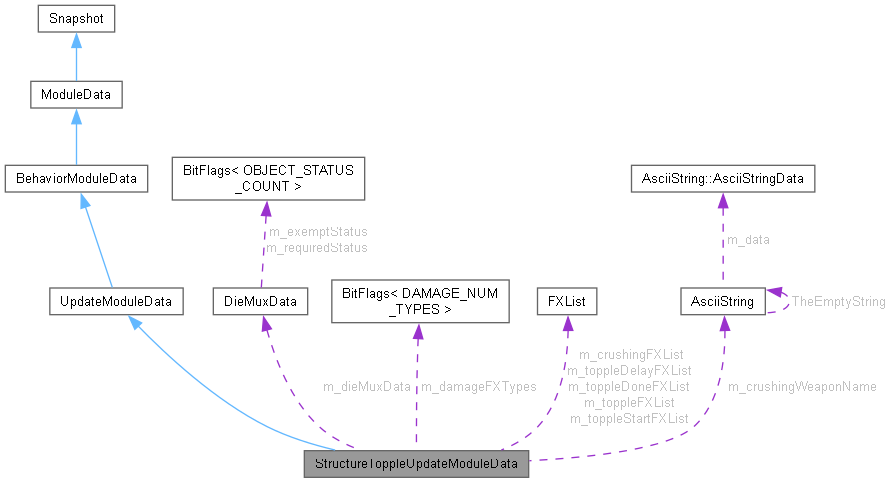 Snapshot
ModuleData
BehaviorModuleData
BitFlags< OBJECT_STATUS
_COUNT >
AsciiString::AsciiStringData
m_exemptStatus
m_requiredStatus
m_data
UpdateModuleData
DieMuxData
BitFlags< DAMAGE_NUM
_TYPES >
FXList
AsciiString
TheEmptyString
m_dieMuxData
m_damageFXTypes
m_crushingFXList
m_toppleDelayFXList
m_toppleDoneFXList
m_toppleFXList
m_toppleStartFXList
m_crushingWeaponName
StructureToppleUpdateModuleData